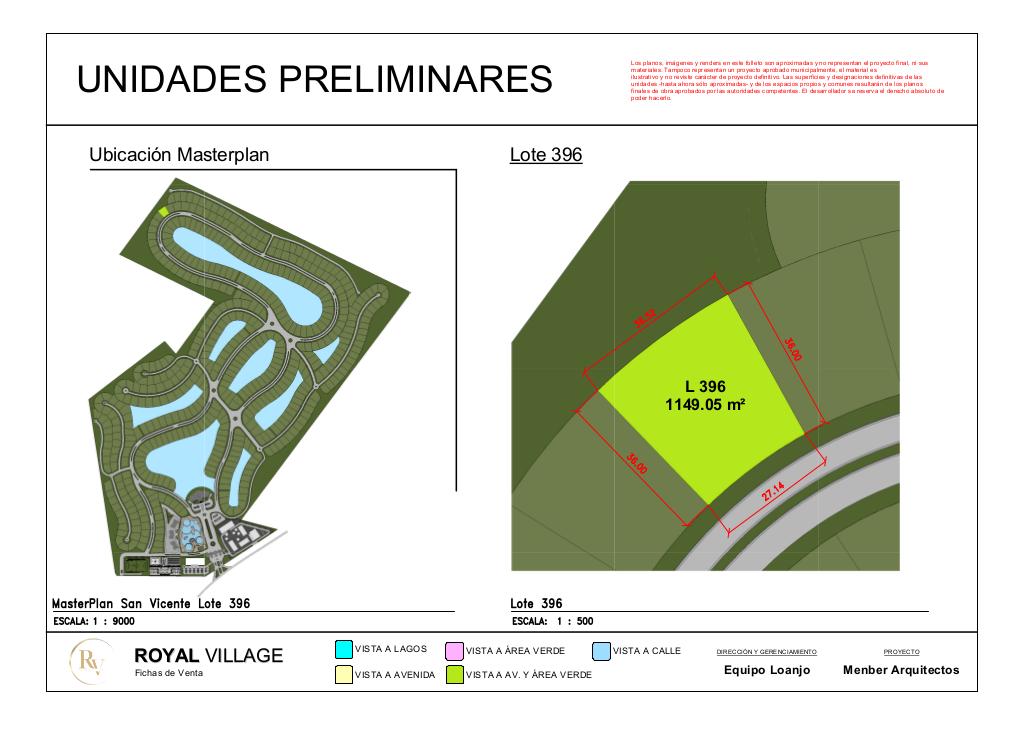 UNIDADES PRELIMINARES
Los planos, imágenes y renders en este folleto son aproximadas y no representan el proyecto final, ni sus
materiales. Tampoco representan un proyecto aprobado municipalmente, el material es
ilustrativo y no reviste carácter de proyecto definitivo. Las superficies y designaciones definitivas de las
unidades -hasta ahora sólo aproximadas- y de los espacios propios y comunes resultarán de los planos
finales de obra aprobados por las autoridades competentes. El desarrollador se reserva el derecho absoluto de
poder hacerlo.
Ubicación Masterplan
Lote 396
36.00
L 396
1149.05 m²
36.00
27.14
MasterPlan San Vicente Lote 396
ESCALA: 1 : 9000
Lote 396
ESCALA: 1 : 500
RV
ROYAL VILLAGE
Fichas de Venta
VISTA A LAGOS
VISTA A ÁREA VERDE
VISTA A CALLE
VISTA A AVENIDA
VISTA A AV. Y ÁREA VERDE
DIRECCIÓN Y GERENCIAMIENTO
Equipo Loanjo
PROYECTO
Menber Arquitectos